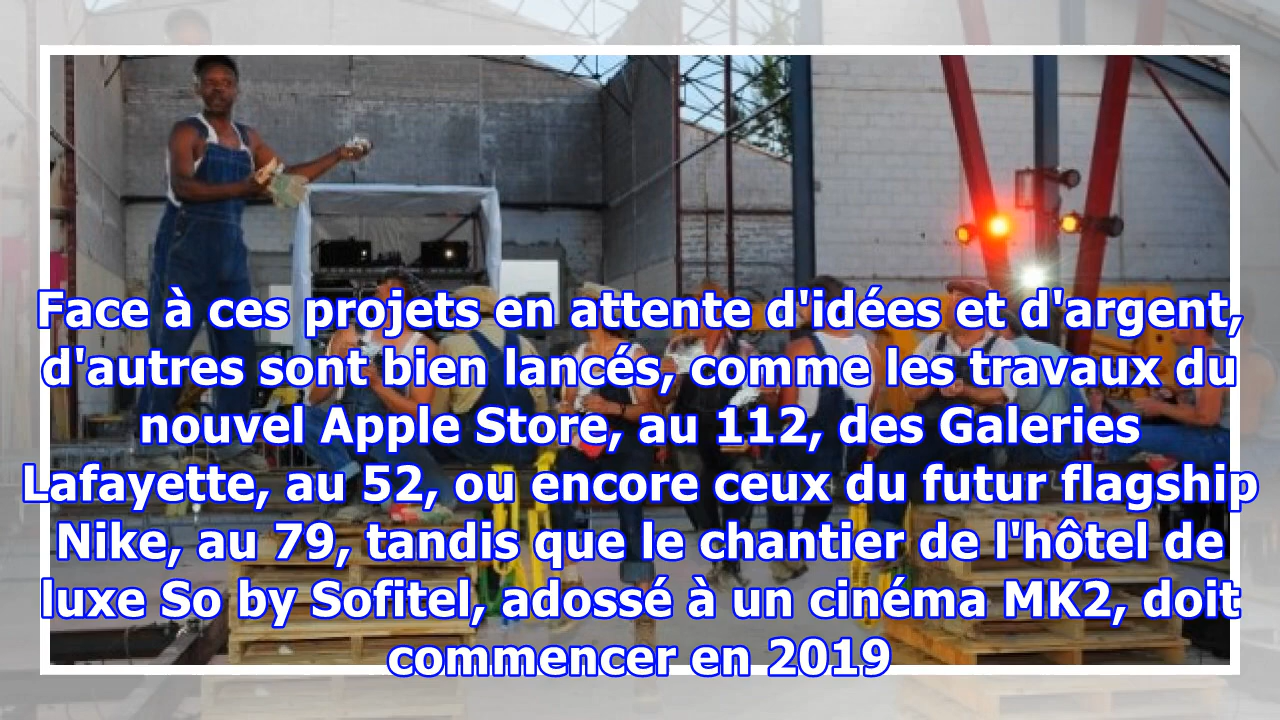 Face à ces projets en attente d'idées et d'argent,
d'autres sont bien lancés, comme les travaux du
nouvel Apple Store, au 112, des Galeries
Lafayette, au 52, ou encore ceux du futur flagship
Nike, au 79, tandis que le chantier de l'hôtel de
luxe So by Sofitel, adossé à un cinéma MK2, doit
commencer en 2019